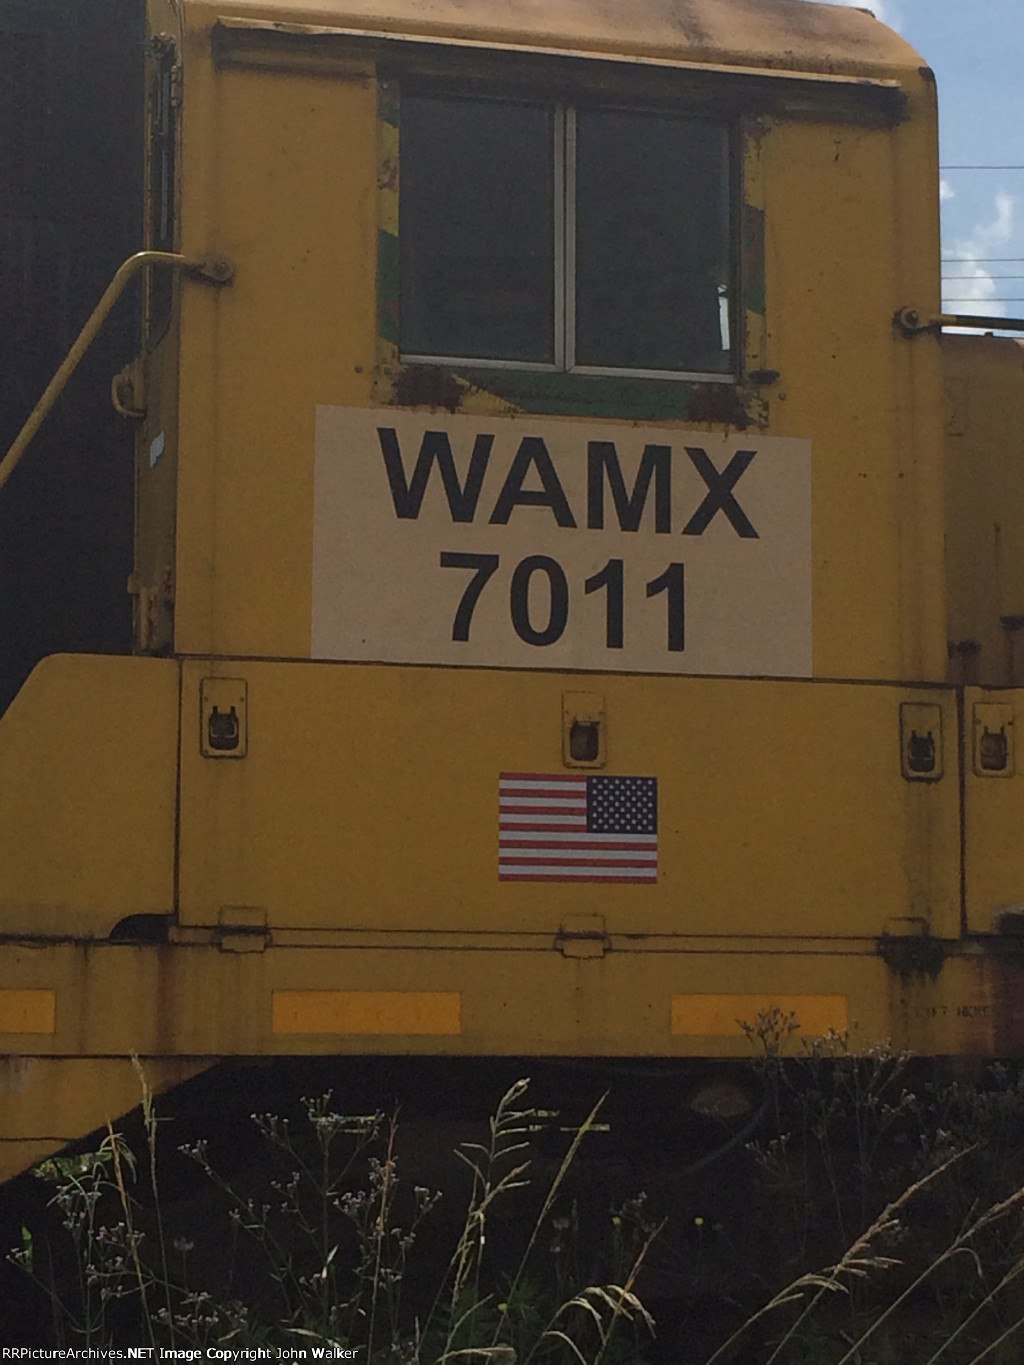 WAMX
7011
RRPictureArchives.NET Image Copyright John Walker